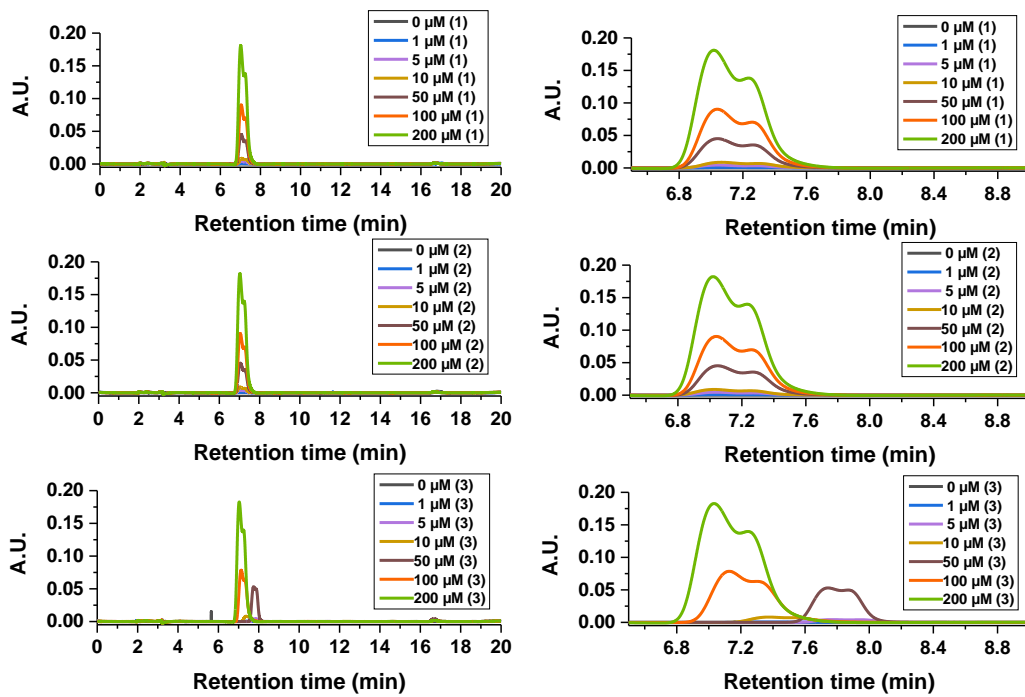 0.20
0.15
0.10
0.05
0.00
A.U.
0 2 4 6 8 10 12 14 16 18 20
Retention time (min)
0 µM (1)
1 µM (1)
5 µM (1)
10 µM (1)
50 µM (1)
100 µM (1)
200 µM (1)
0.20
0.15
0.10
0.05
0.00
A.U.
6.8 7.2 7.6 8.0 8.4 8.8
Retention time (min)
0 µM (1)
1 µM (1)
5 µM (1)
10 µM (1)
50 µM (1)
100 µM (1)
200 µM (1)
0.20
0.15
0.10
0.05
0.00
A.U.
0 2 4 6 8 10 12 14 16 18 20
Retention time (min)
0 µM (2)
1 µM (2)
5 µM (2)
10 µM (2)
50 µM (2)
100 µM (2)
200 µM (2)
0.20
0.15
0.10
0.05
0.00
A.U.
6.8 7.2 7.6 8.0 8.4 8.8
Retention time (min)
0 µM (2)
1 µM (2)
5 µM (2)
10 µM (2)
50 µM (2)
100 µM (2)
200 µM (2)
0.20
0.15
0.10
0.05
0.00
A.U.
0 2 4 6 8 10 12 14 16 18 20
Retention time (min)
0 µM (3)
1 µM (3)
5 µM (3)
10 µM (3)
50 µM (3)
100 µM (3)
200 µM (3)
0.20
0.15
0.10
0.05
0.00
A.U.
6.8 7.2 7.6 8.0 8.4 8.8
Retention time (min)
0 µM (3)
1 µM (3)
5 µM (3)
10 µM (3)
50 µM (3)
100 µM (3)
200 µM (3)